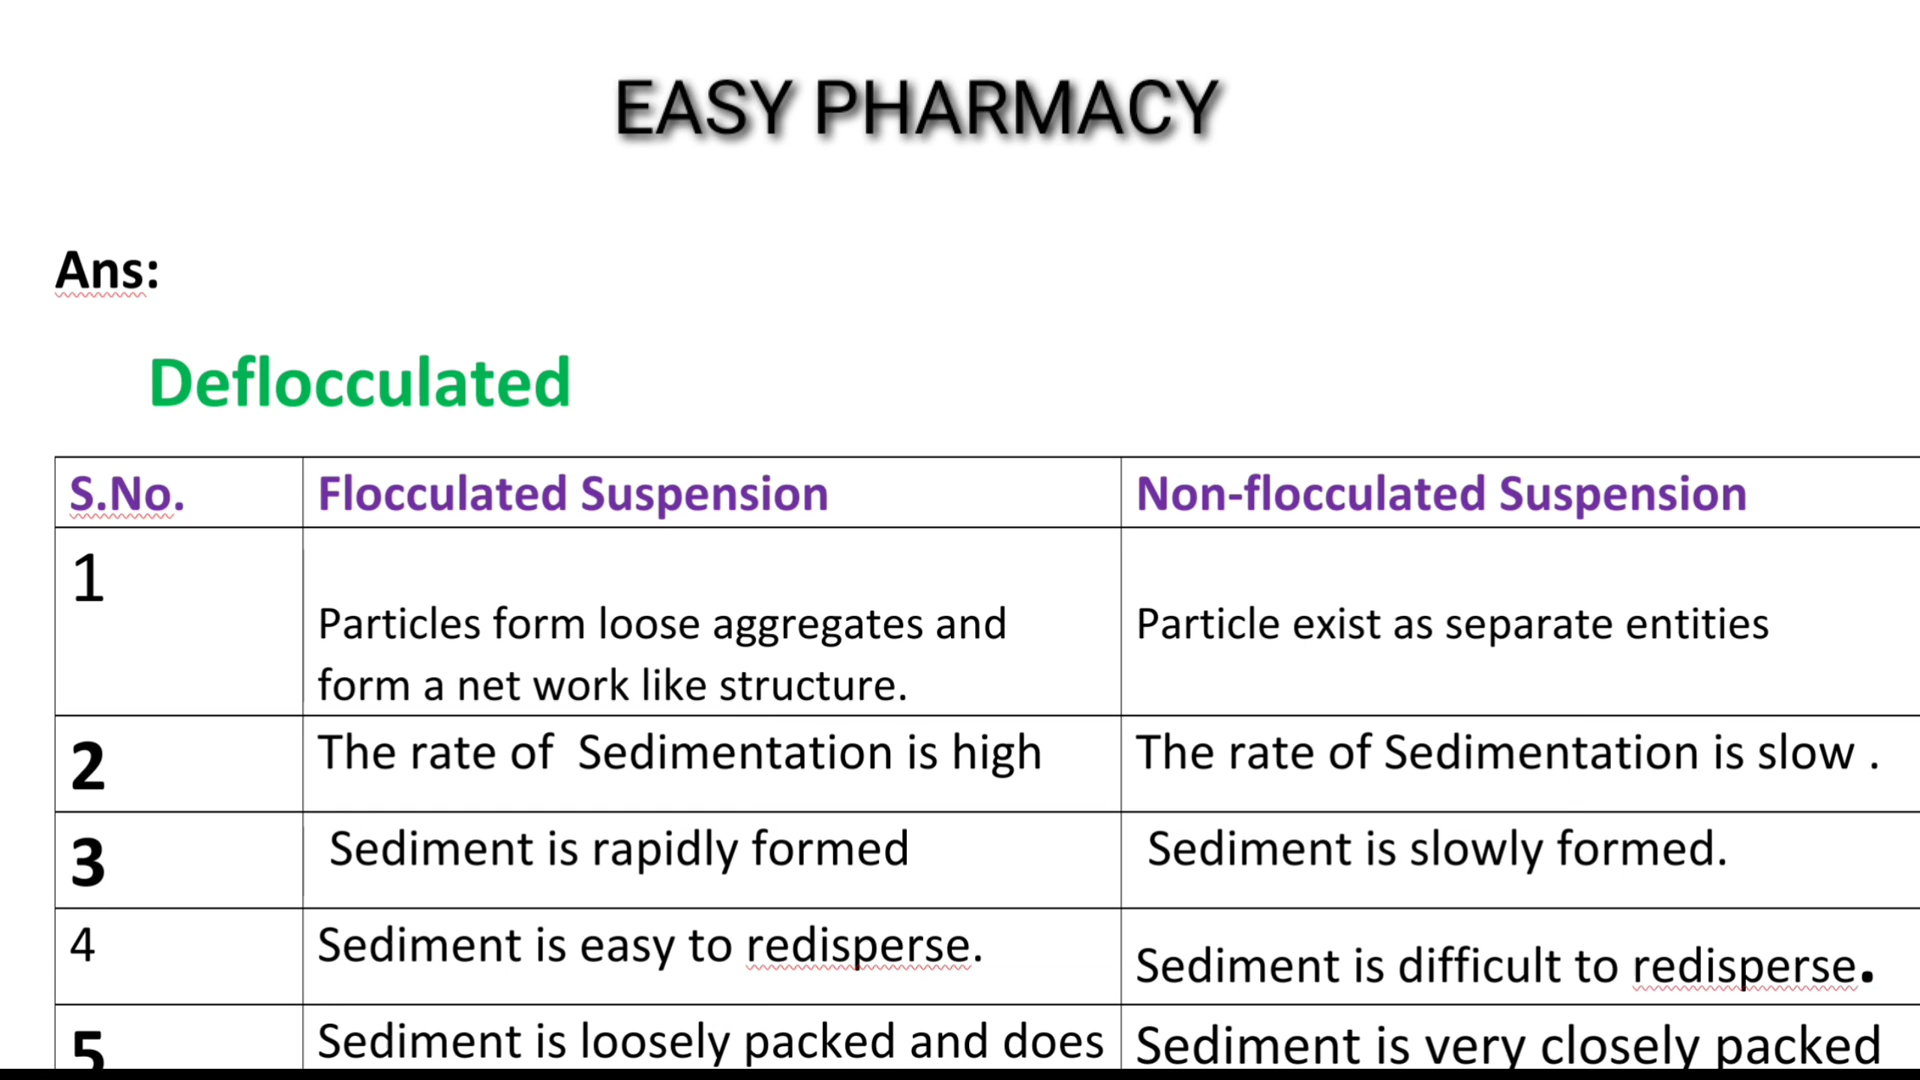 EASY PHARMACY
Ans:
Deflocculated
S.No. Flocculated Suspension Non-flocculated Suspension
1
Particles form loose aggregates and Particle exist as separate entities
form a net work like structure.
2 The rate of  Sedimentation is high The rate of Sedimentation is slow .
3 Sediment is rapidly formed Sediment is slowly formed.
4 Sediment is easy to redisperse. Sediment is difficult to redisperse.
5 Sediment is loosely packed and does Sediment is very closely packed